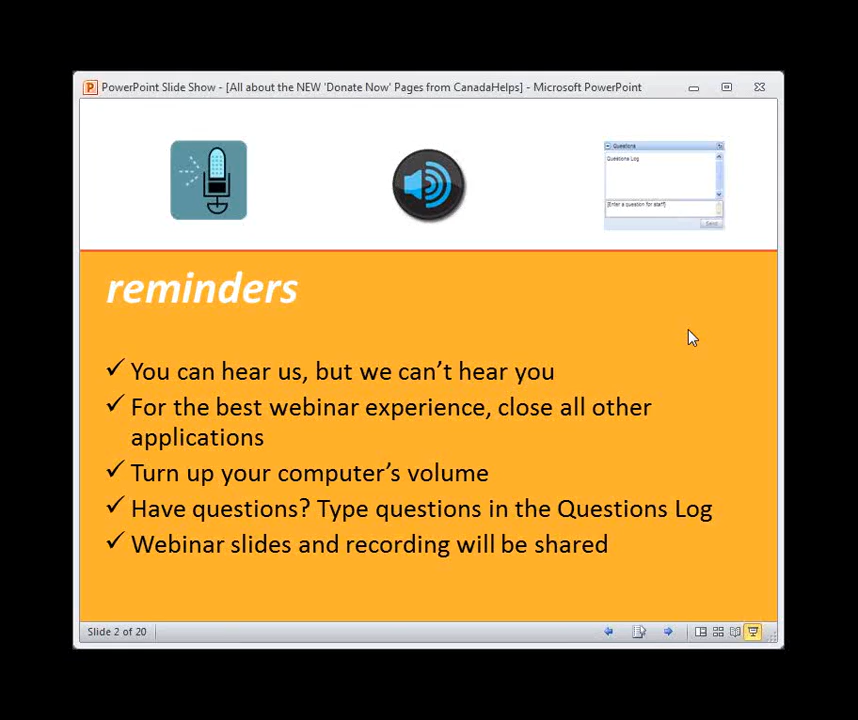 PowerPoint Slide Show - [All about the NEW 'Donate Now' Pages from CanadaHelps] - Microsoft PowerPoint
Questions
Questions Log
[Enter a question for staff]
Send
reminders
✓ You can hear us, but we can't hear you
✓ For the best webinar experience, close all other
applications
✓ Turn up your computer's volume
✓ Have questions? Type questions in the Questions Log
✓ Webinar slides and recording will be shared
Slide 2 of 20